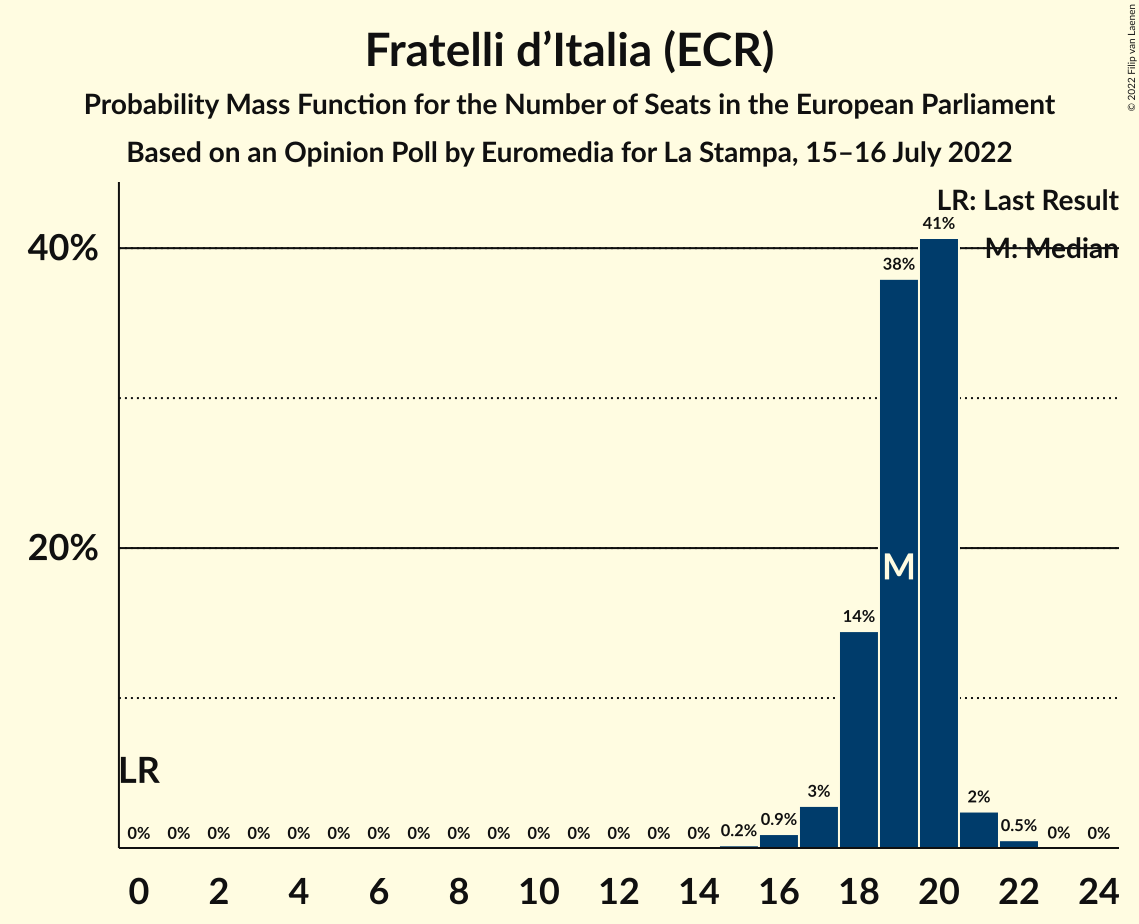 Fratelli d’Italia (ECR)
Probability Mass Function for the Number of Seats in the European Parliament
Based on an Opinion Poll by Euromedia for La Stampa, 15–16 July 2022
© 2022 Filip van Laenen
LR: Last Result
M: Median
40%
20%
41%
38%
M
14%
LR
0% 0% 0% 0% 0% 0% 0% 0% 0% 0% 0% 0% 0% 0% 0% 0.2% 0.9% 3% 2% 0.5% 0% 0%
0 2 4 6 8 10 12 14 16 18 20 22 24